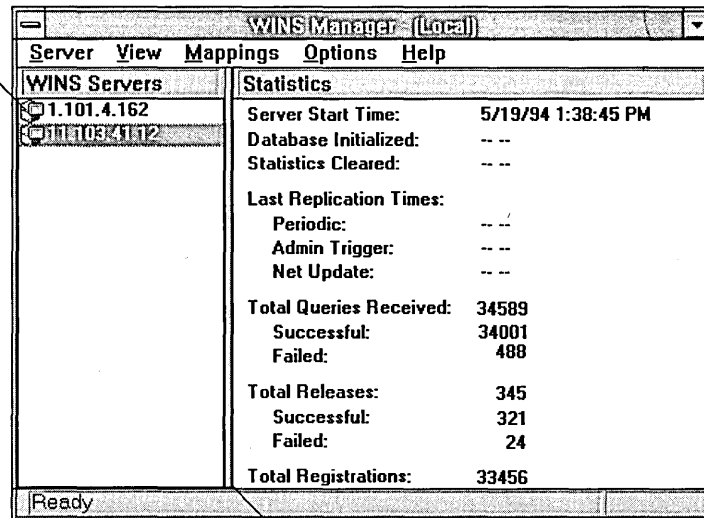 WINS Manager - (Local)
Server View Mappings Options Help
WINS Servers
1.101.4.162
11.103.41.12
Statistics
Server Start Time: 5/19/94 1:38:45 PM
Database Initialized: -- --
Statistics Cleared: -- --
Last Replication Times:
Periodic: -- --
Admin Trigger: -- --
Net Update: -- --
Total Queries Received: 34589
Successful: 34001
Failed: 488
Total Releases: 345
Successful: 321
Failed: 24
Total Registrations: 33456
Ready